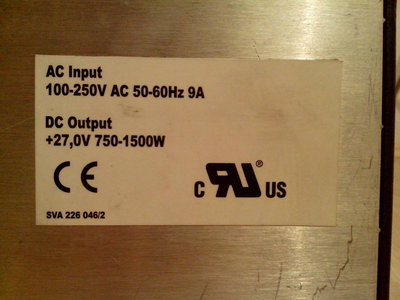 AC Input
100-250V AC 50-60Hz 9A
DC Output
+27,0V 750-1500W
CE
C RU ® US
SVA 226 046/2